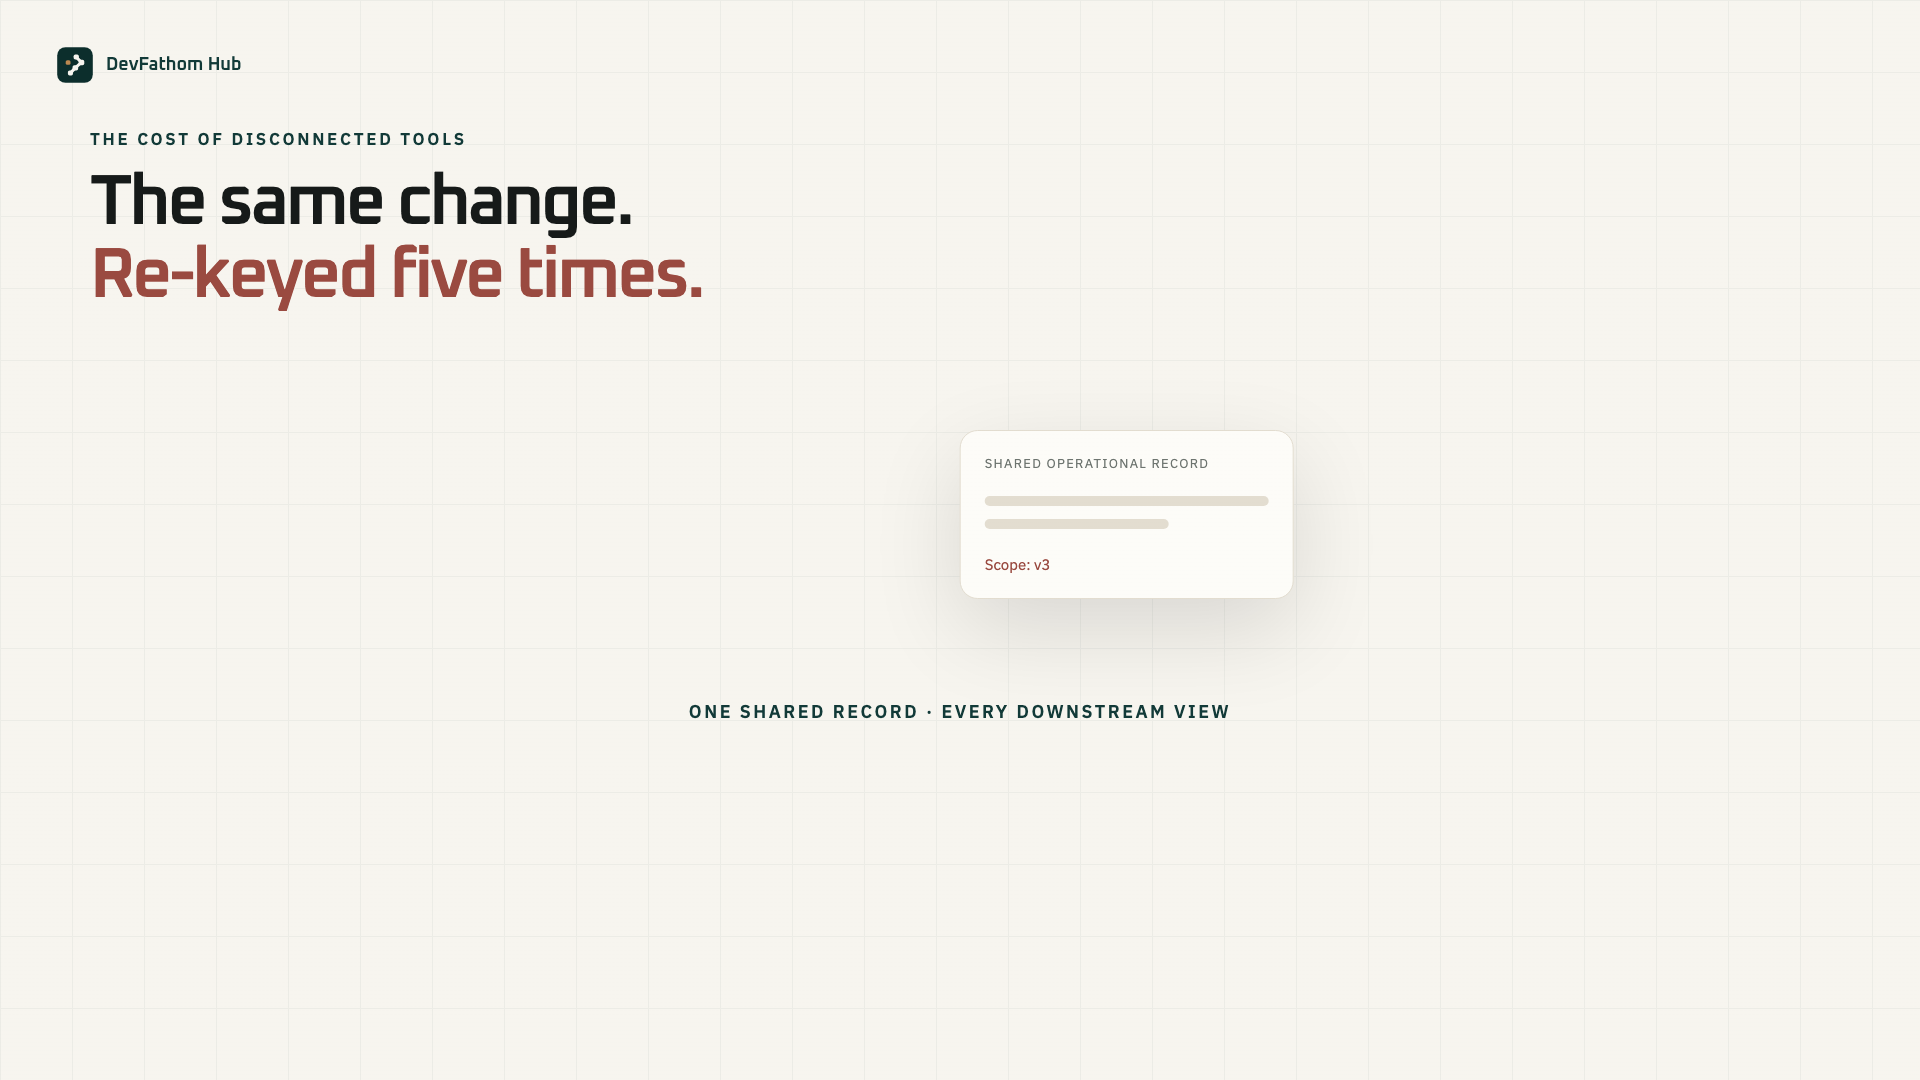 DevFathom Hub
THE COST OF DISCONNECTED TOOLS
The same change.
Re-keyed five times.
SHARED OPERATIONAL RECORD
Scope: v3
ONE SHARED RECORD · EVERY DOWNSTREAM VIEW